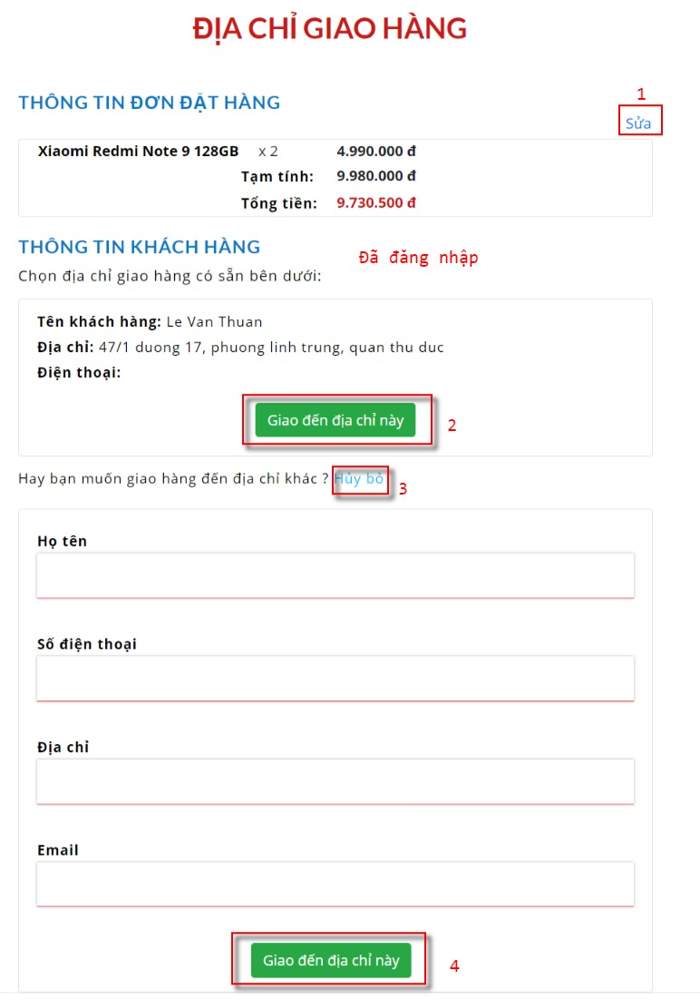 ĐỊA CHỈ GIAO HÀNG
THÔNG TIN ĐƠN ĐẶT HÀNG
1
Sửa
Xiaomi Redmi Note 9 128GB x 2 4.990.000 đ
Tạm tính: 9.980.000 đ
Tổng tiền: 9.730.500 đ
THÔNG TIN KHÁCH HÀNG
Đã đăng nhập
Chọn địa chỉ giao hàng có sẵn bên dưới:
Tên khách hàng: Le Van Thuan
Địa chỉ: 47/1 duong 17, phuong linh trung, quan thu duc
Điện thoại:
Giao đến địa chỉ này 2
Hay bạn muốn giao hàng đến địa chỉ khác ? Hủy bỏ 3
Họ tên
Số điện thoại
Địa chỉ
Email
Giao đến địa chỉ này 4